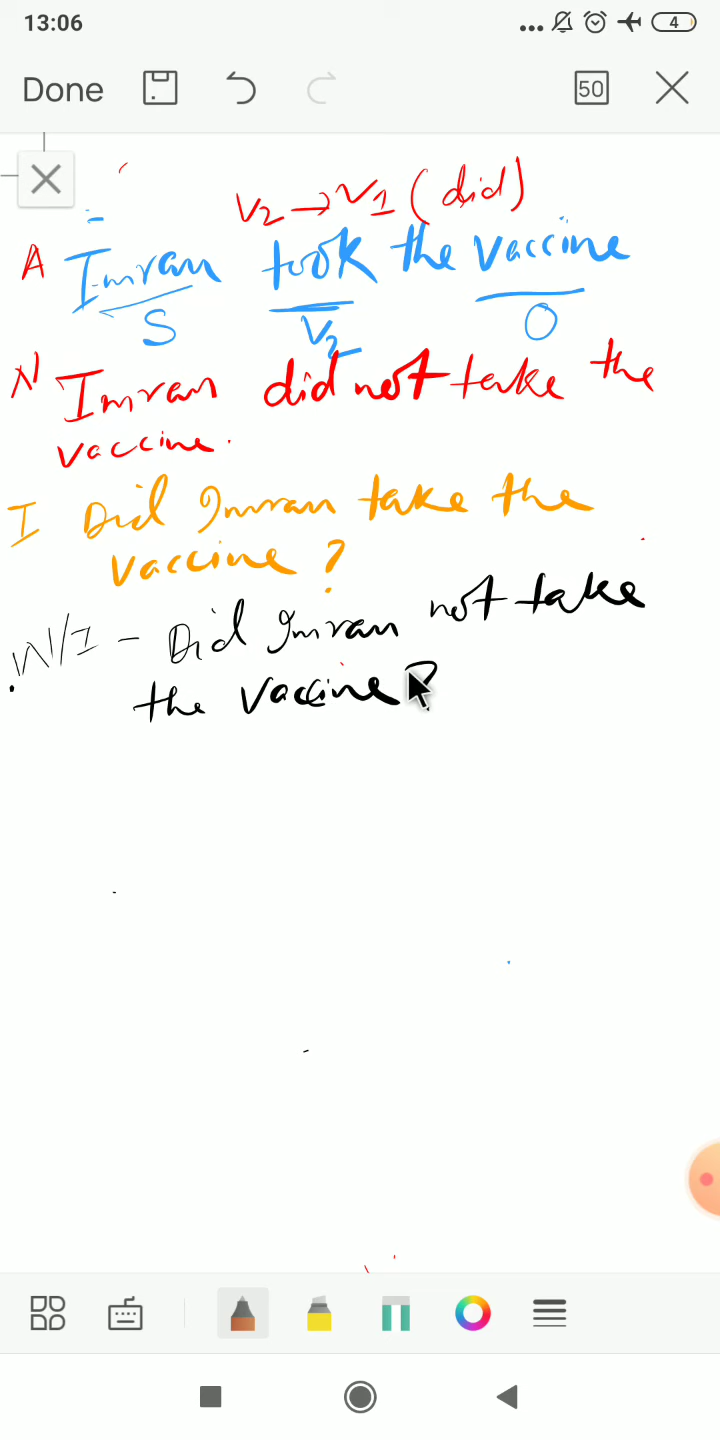 13:06
4
Done
50
V2 → V1 (did)
A Imran took the vaccine
S V2 O
N Imran did not take the
vaccine.
I Did Imran take the
vaccine ?
N/I - Did Imran not take
the vaccine?